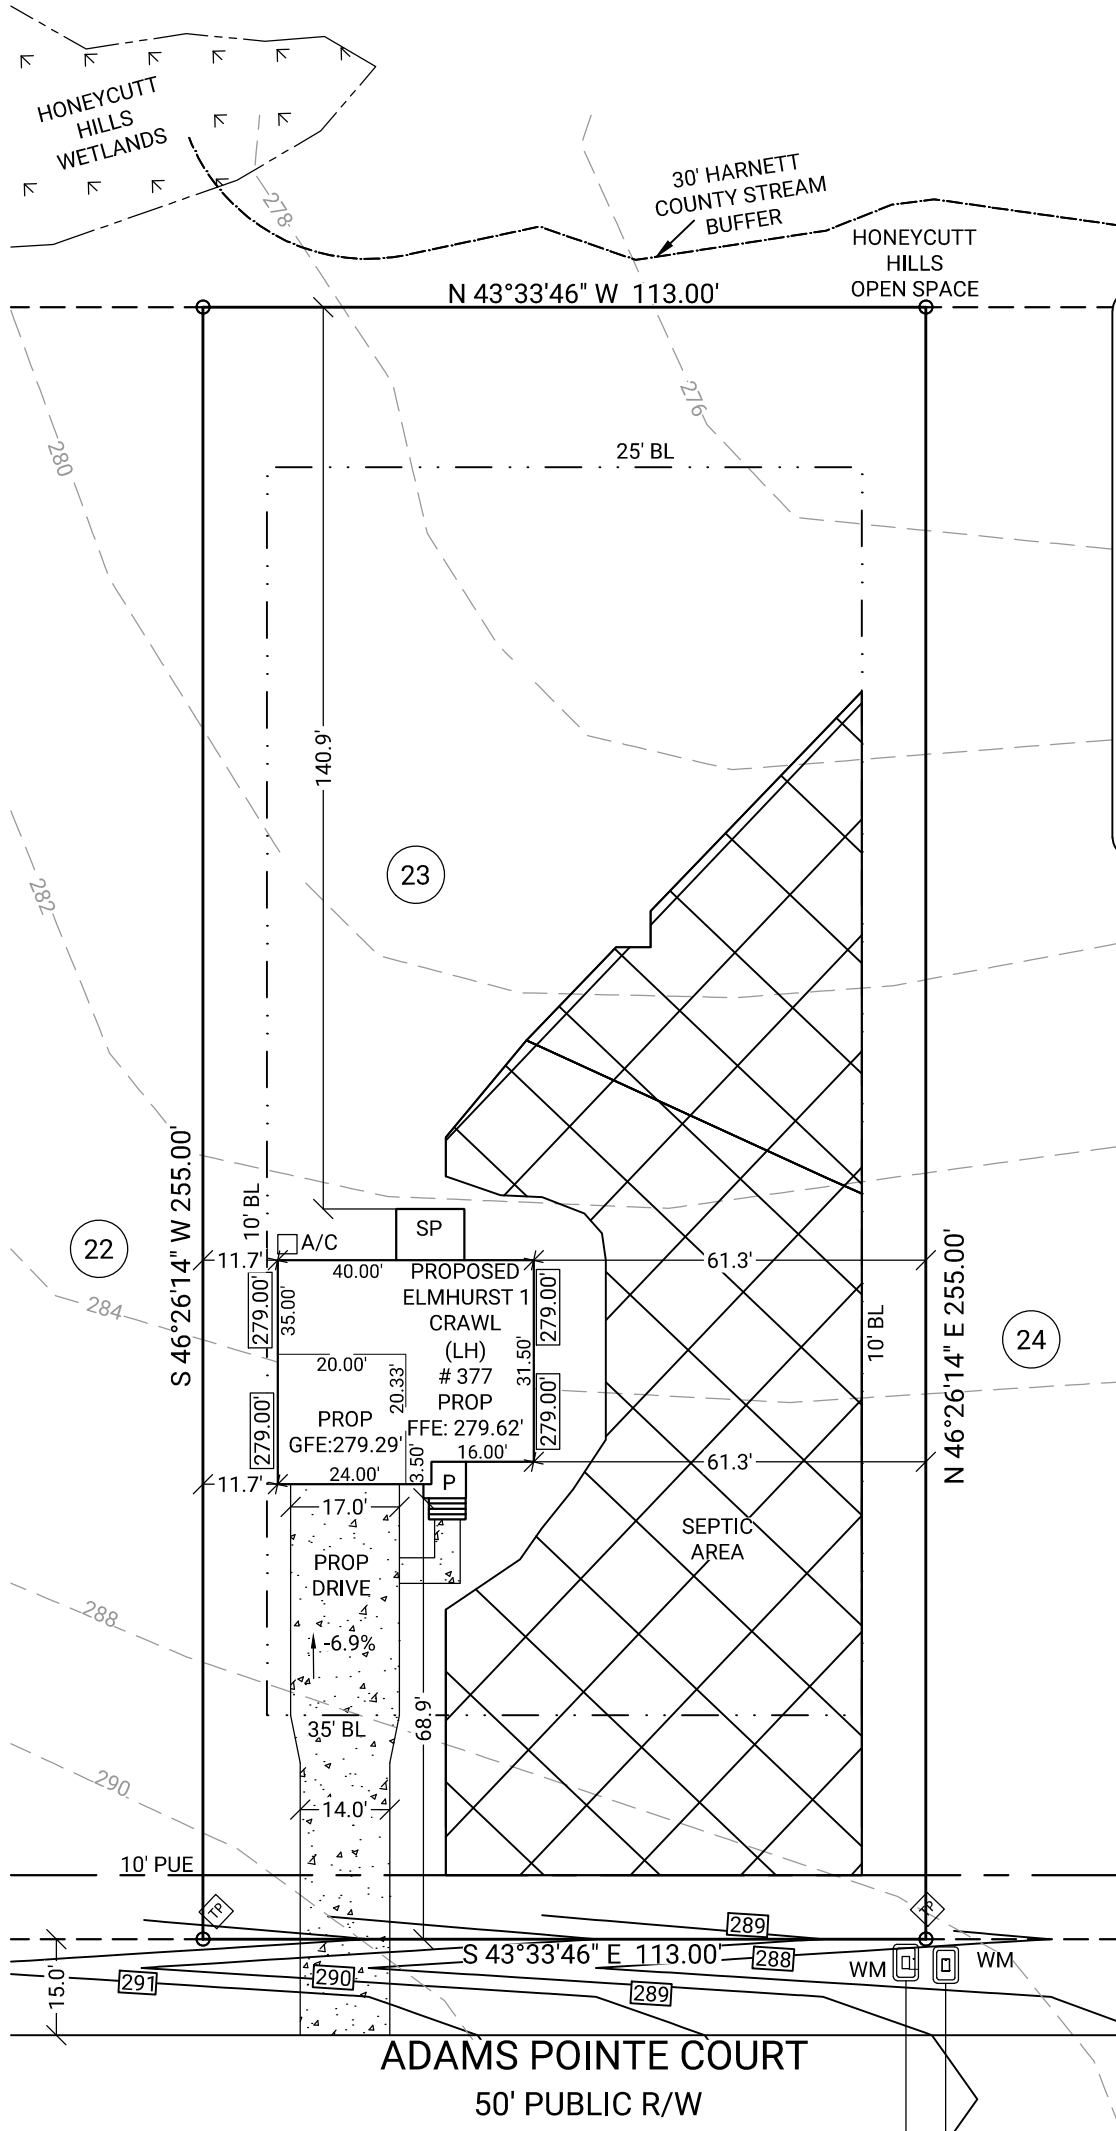 HONEYCUTT
HILLS
WETLANDS
278
30' HARNETT
COUNTY STREAM
BUFFER
HONEYCUTT
HILLS
OPEN SPACE
N 43°33'46" W 113.00'
276
280
25' BL
140.9'
23
282
S 46°26'14" W 255.00'
10' BL
22
SP
A/C
11.7'
40.00'
61.3'
PROPOSED
ELMHURST 1
CRAWL
(LH)
# 377
PROP
FFE: 279.62'
279.00'
35.00'
279.00'
31.50'
284
20.00'
20.33'
10' BL
24
N 46°26'14" E 255.00'
279.00'
279.00'
PROP
GFE:279.29'
3.50'
16.00'
61.3'
11.7'
24.00'
P
17.0'
SEPTIC
AREA
PROP
DRIVE
288
-6.9%
68.9'
35' BL
290
14.0'
10' PUE
TP
TP
289
S 43°33'46" E 113.00'
288
WM
WM
15.0'
291
290
289
ADAMS POINTE COURT
50' PUBLIC R/W